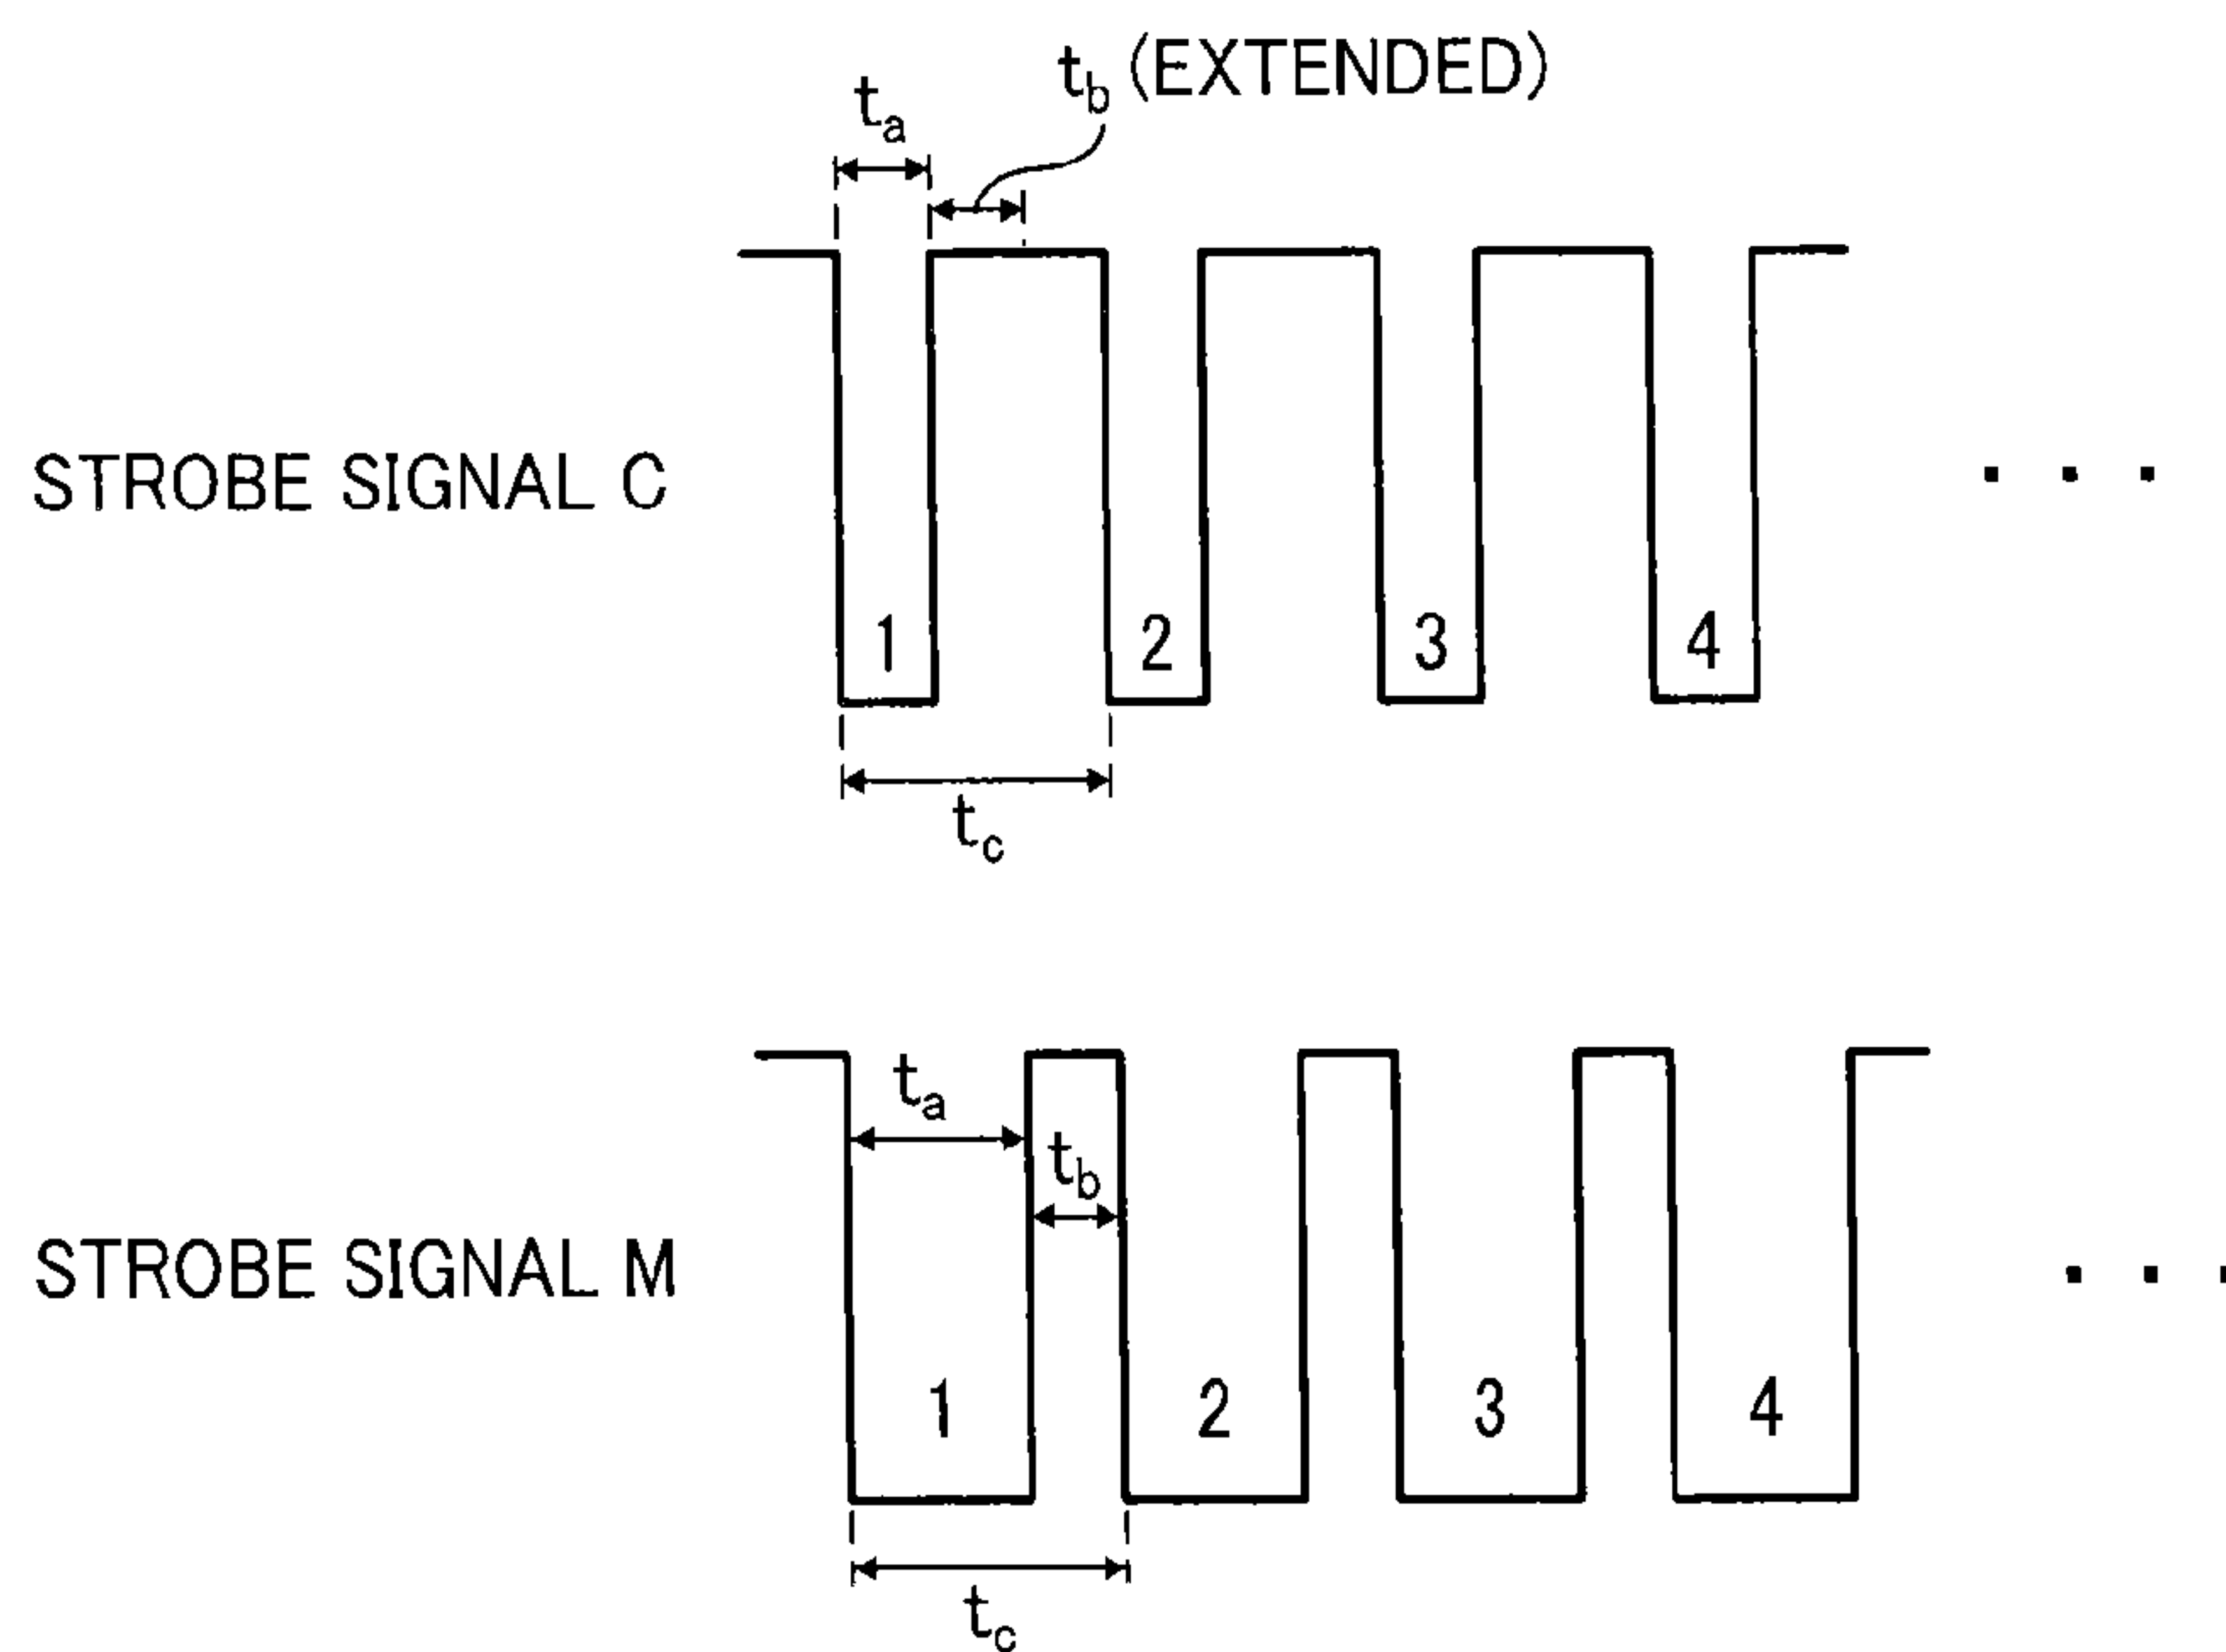 tb (EXTENDED)
ta
STROBE SIGNAL C
1 2 3 4
tc
ta
tb
STROBE SIGNAL M
1 2 3 4
tc